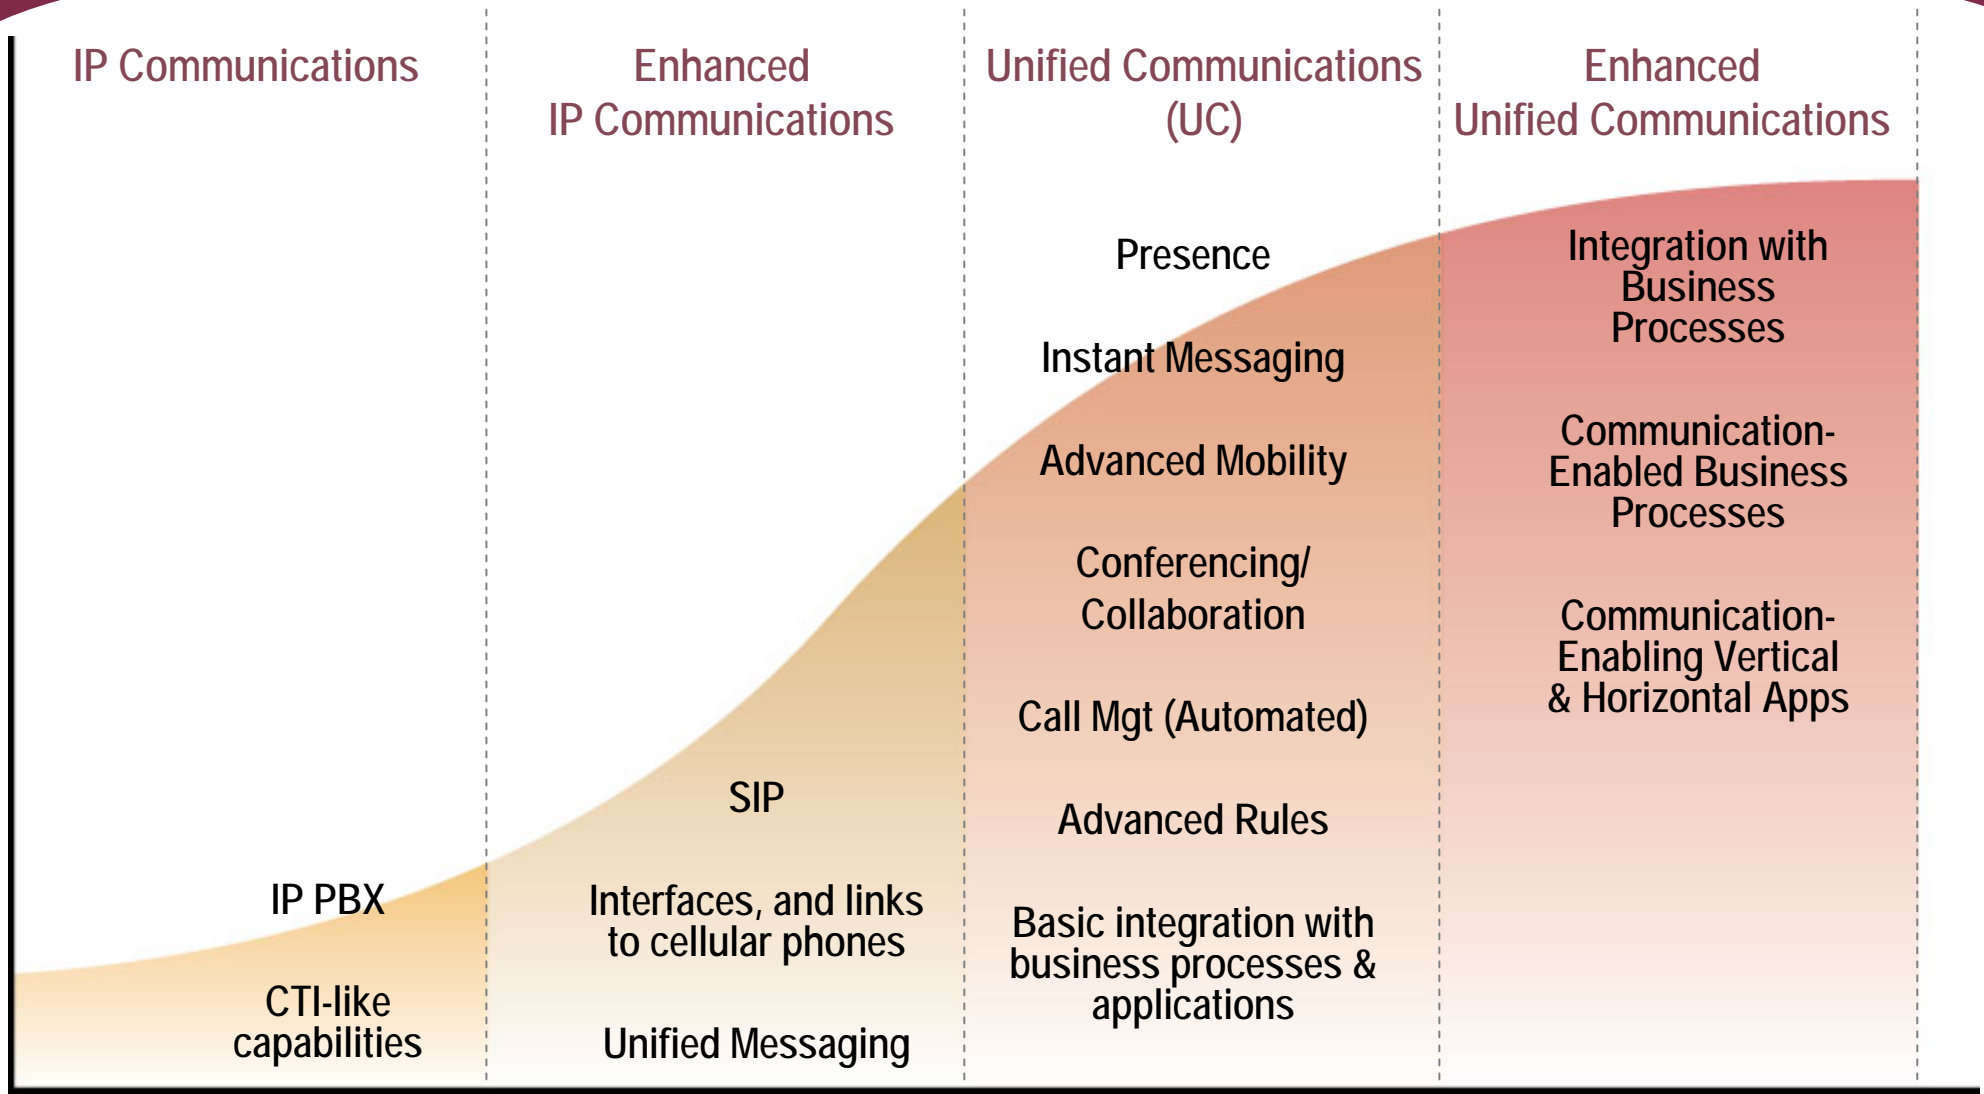 IP Communications
Enhanced
IP Communications
Unified Communications
(UC)
Enhanced
Unified Communications
IP PBX
CTI-like
capabilities
SIP
Interfaces, and links
to cellular phones
Unified Messaging
Presence
Instant Messaging
Advanced Mobility
Conferencing/
Collaboration
Call Mgt (Automated)
Advanced Rules
Basic integration with
business processes &
applications
Integration with
Business
Processes
Communication-
Enabled Business
Processes
Communication-
Enabling Vertical
& Horizontal Apps